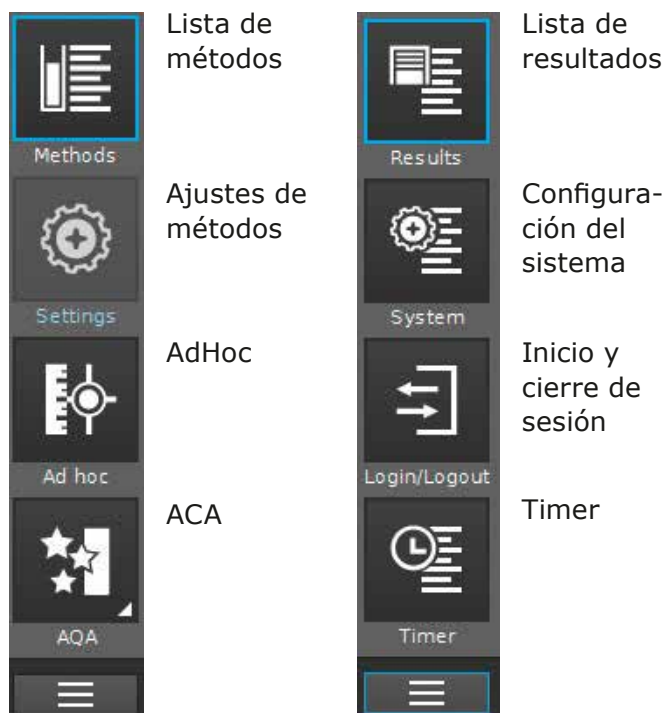 Lista de
métodos
Methods
Ajustes de
métodos
Settings
AdHoc
Ad hoc
ACA
AQA
Lista de
resultados
Results
Configura-
ción del
sistema
System
Inicio y
cierre de
sesión
Login/Logout
Timer
Timer